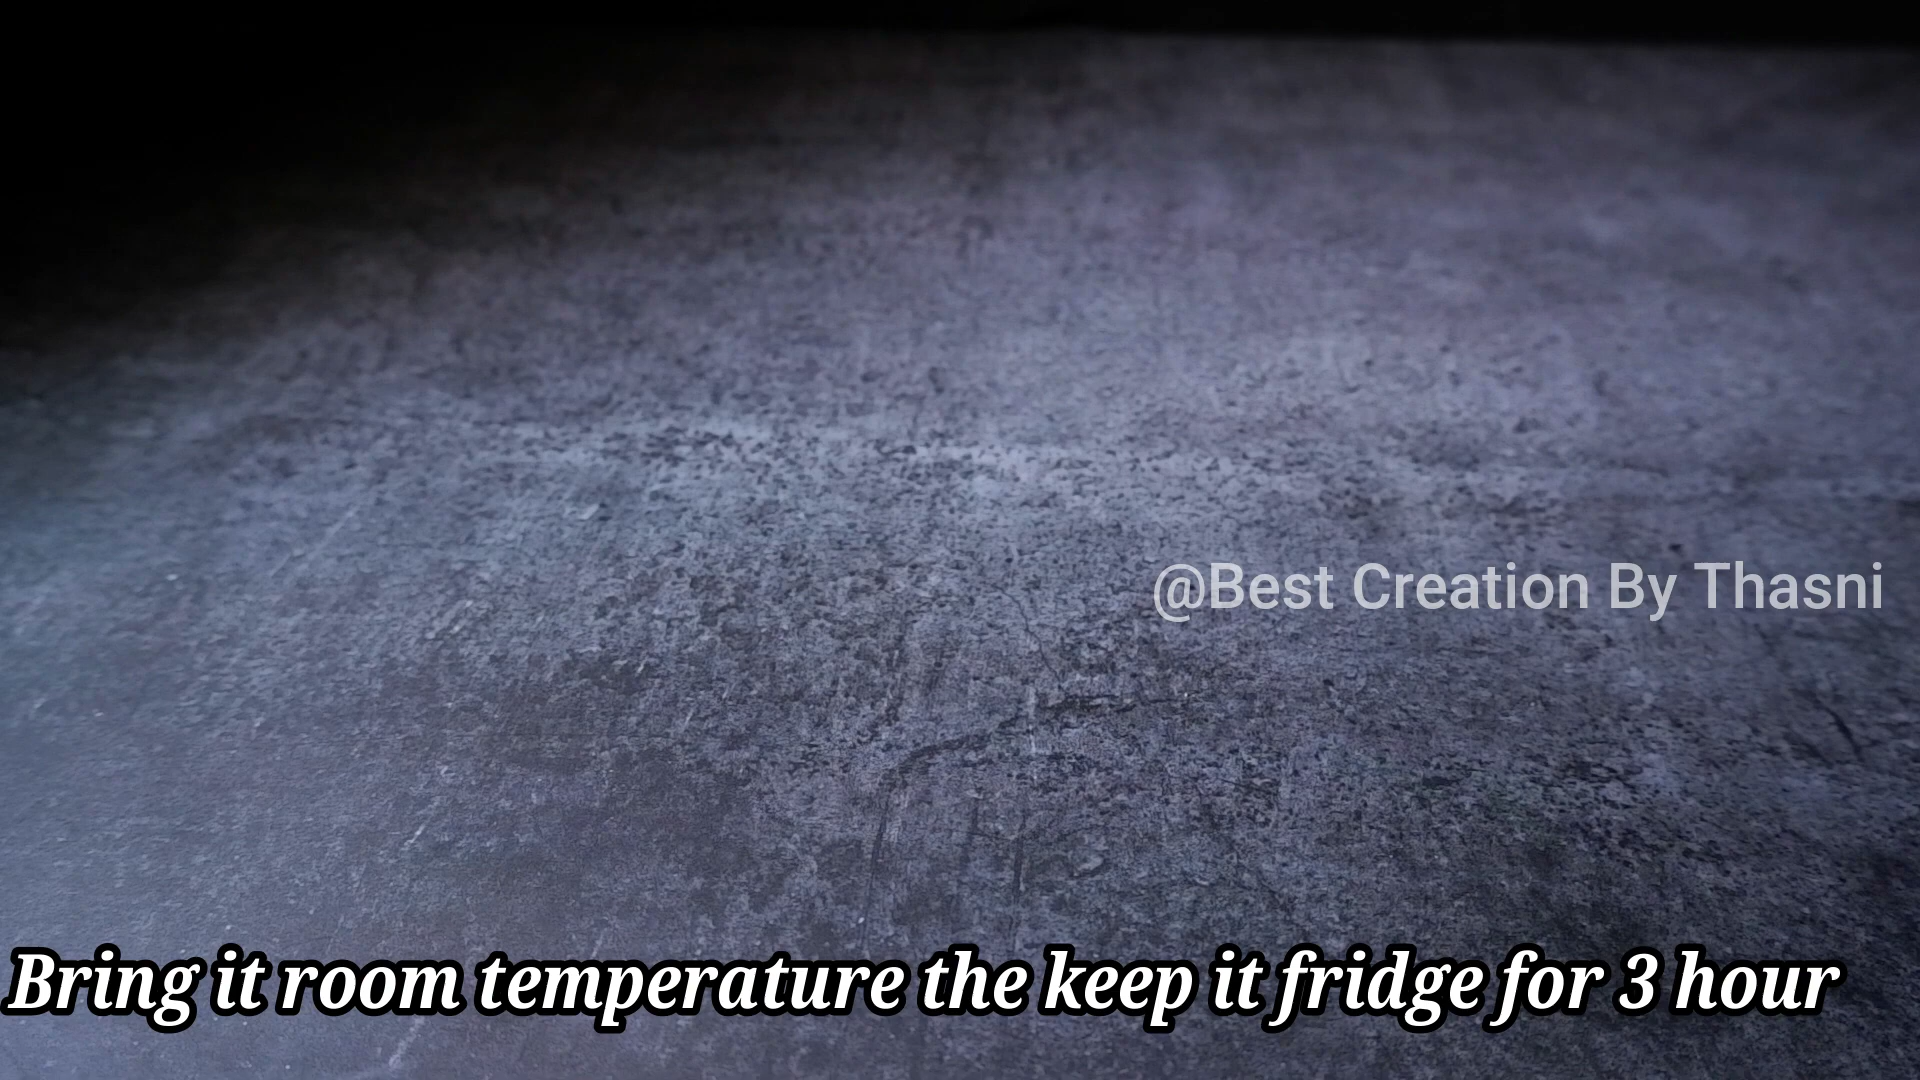 @Best Creation By Thasni
Bring it room temperature the keep it fridge for 3 hour